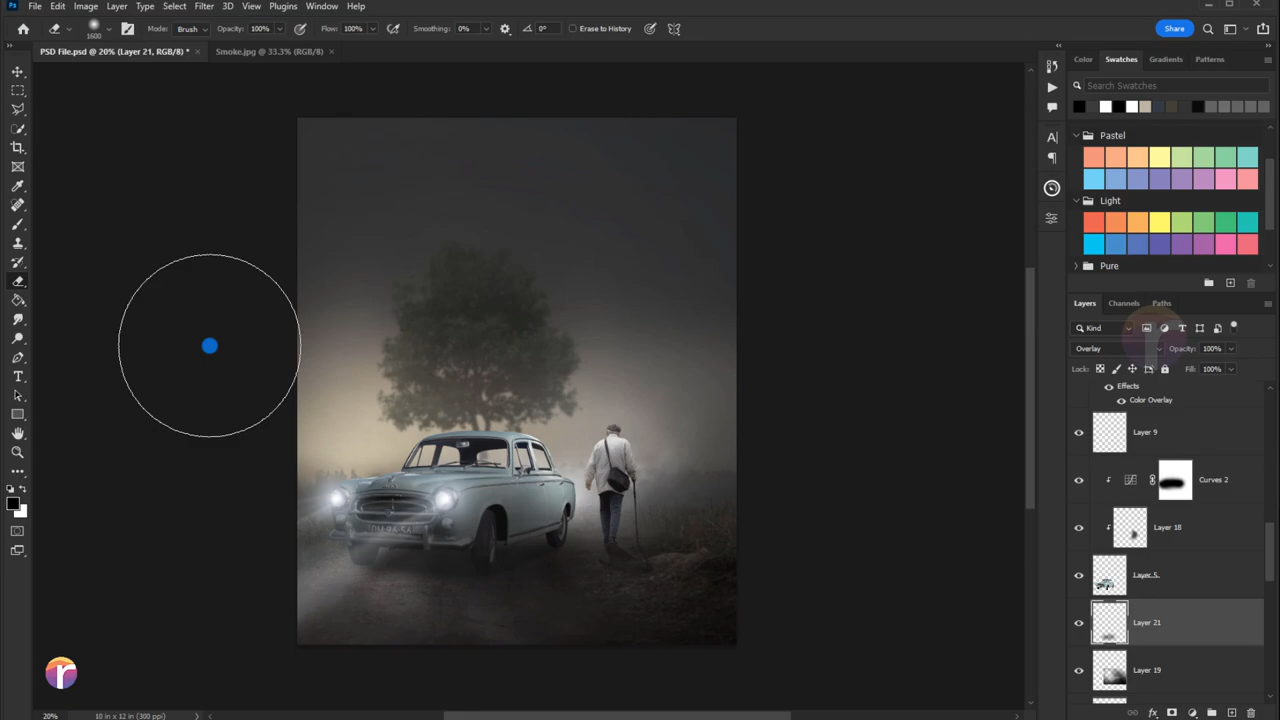 Ps File Edit Image Layer Type Select Filter 3D View Plugins Window Help
1600 Mode: Brush Opacity: 100% Flow: 100% Smoothing: 0% 0° Erase to History Share
PSD File.psd @ 20% (Layer 21, RGB/8) * × Smoke.jpg @ 33.3% (RGB/8) ×
Color Swatches Gradients Patterns
Search Swatches
Pastel
Light
Pure
Layers Channels Paths
Kind
Overlay Opacity: 100%
Lock: Fill: 100%
Effects
Color Overlay
Layer 9
Curves 2
Layer 18
Layer 5
Layer 21
Layer 19
r
20% 10 in x 12 in (300 ppi)